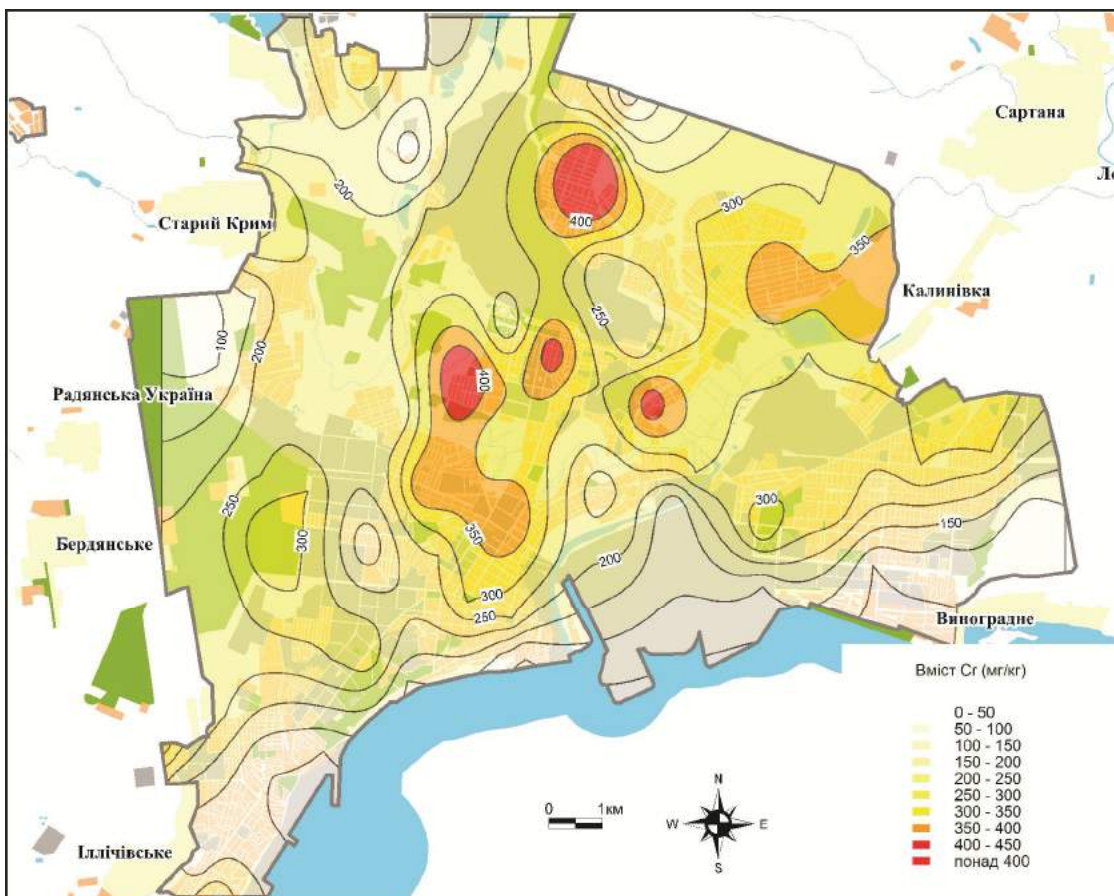 Сартана
200
400
300
350
Старий Крим
Калинівка
250
100
200
Радянська Україна
400
250
300
350
300
150
Бердянське
200
300
250
Виноградне
Вміст Cr (мг/кг)
0 - 50
50 - 100
100 - 150
150 - 200
200 - 250
250 - 300
300 - 350
350 - 400
400 - 450
понад 400
0 1км
N
W E
S
Іллічівське